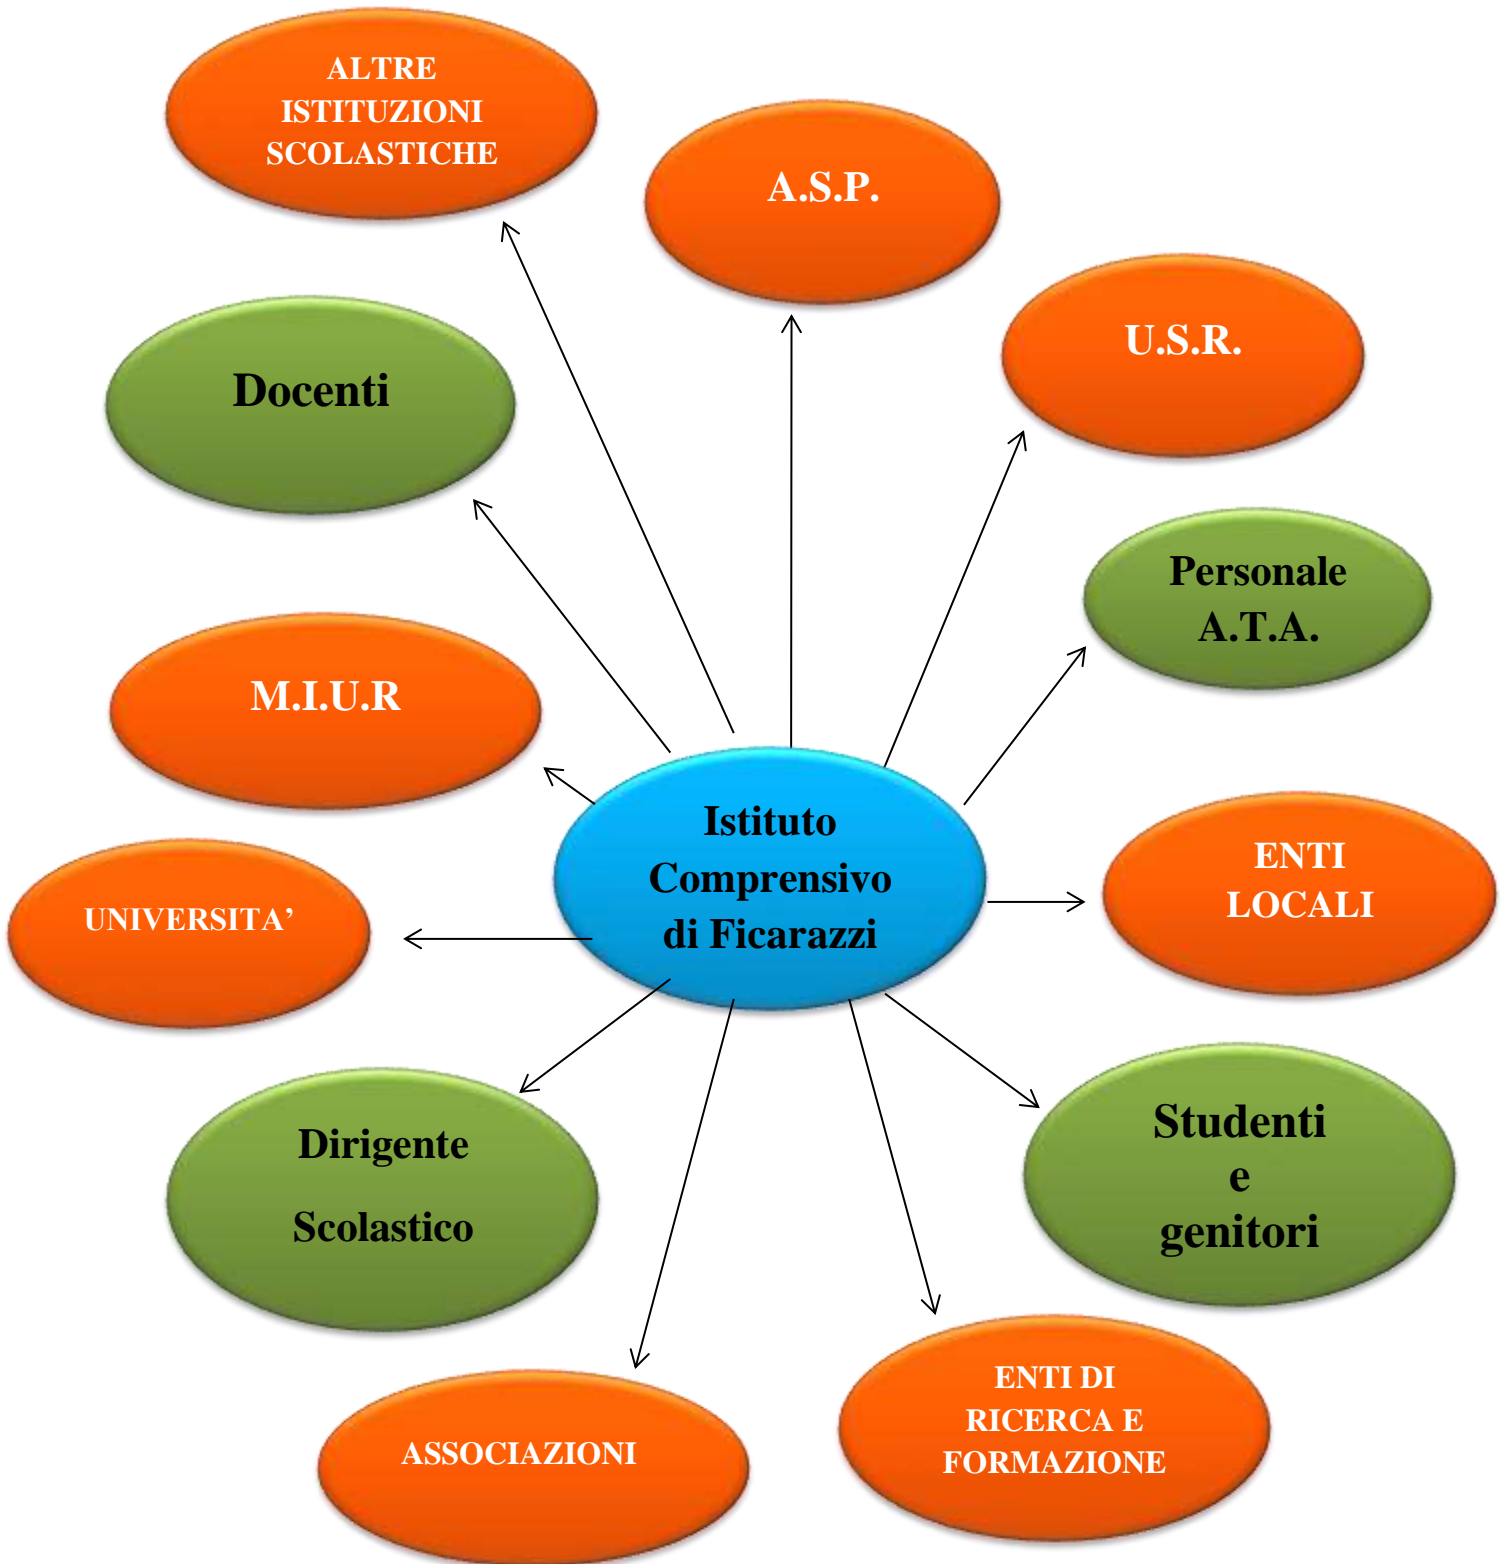 ALTRE
ISTITUZIONI
SCOLASTICHE
A.S.P.
U.S.R.
Docenti
Personale
A.T.A.
M.I.U.R
Istituto
Comprensivo
di Ficarazzi
ENTI
LOCALI
UNIVERSITA’
Dirigente
Scolastico
Studenti
e
genitori
ASSOCIAZIONI
ENTI DI
RICERCA E
FORMAZIONE